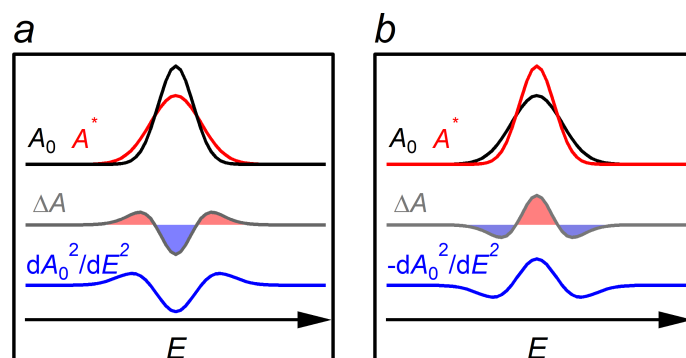 a
A₀ A*
ΔA
dA₀²/dE²
E
b
A₀ A*
ΔA
-dA₀²/dE²
E